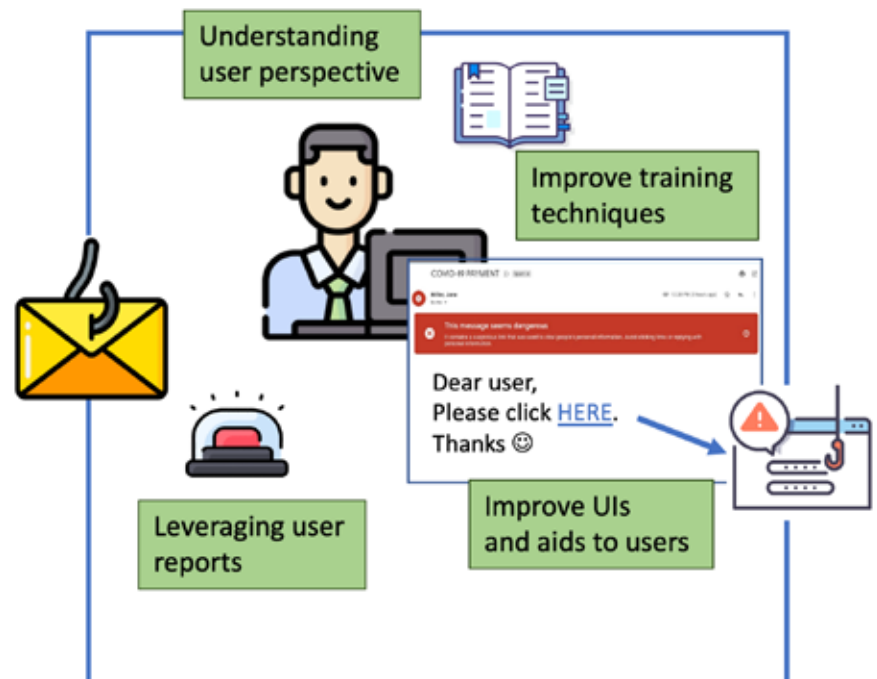 Understanding
user perspective
Improve training
techniques
COVID-19 PAYMENT
This message seems dangerous
Dear user,
Please click HERE.
Thanks ☺
Improve UIs
and aids to users
Leveraging user
reports